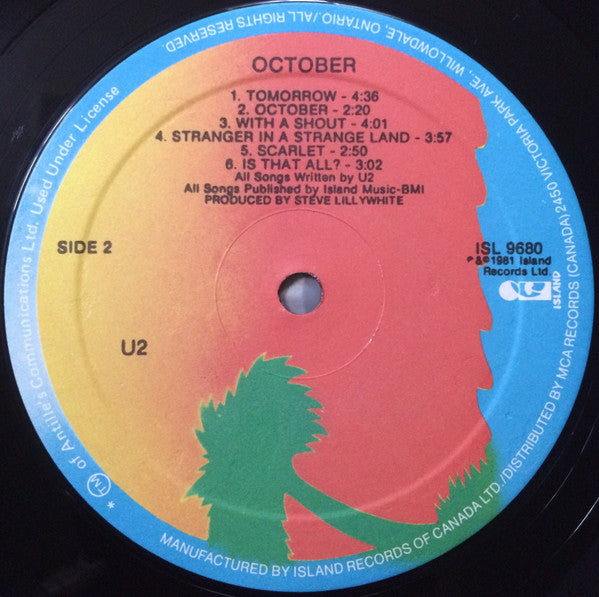 OCTOBER
1. TOMORROW - 4:36
2. OCTOBER - 2:20
3. WITH A SHOUT - 4:01
4. STRANGER IN A STRANGE LAND - 3:57
5. SCARLET - 2:50
6. IS THAT ALL? - 3:02
All Songs Written by U2
All Songs Published by Island Music-BMI
PRODUCED BY STEVE LILLYWHITE
SIDE 2
ISL 9680
℗&©1981 Island
Records Ltd.
ISLAND
U2
* TM of Antilles Communications Ltd. Used Under License
MANUFACTURED BY ISLAND RECORDS OF CANADA LTD./DISTRIBUTED BY MCA RECORDS (CANADA) 2450 VICTORIA PARK AVE., WILLOWDALE, ONTARIO./ALL RIGHTS RESERVED.